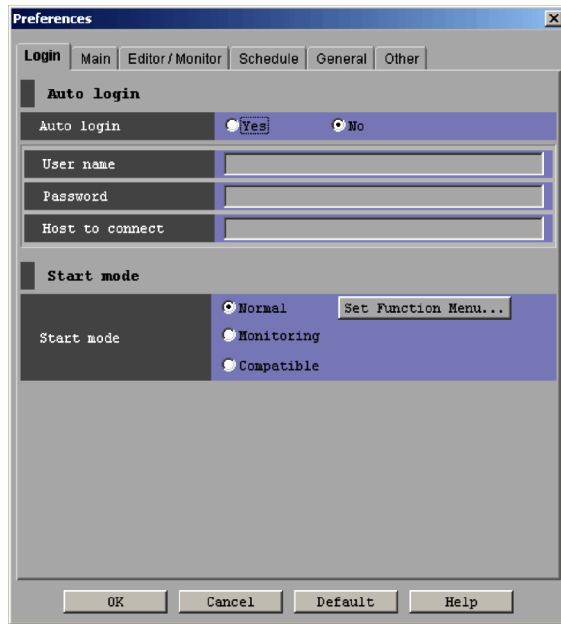 Preferences
Login Main Editor / Monitor Schedule General Other
Auto login
Auto login Yes No
User name
Password
Host to connect
Start mode
Normal Set Function Menu...
Start mode Monitoring
Compatible
OK Cancel Default Help